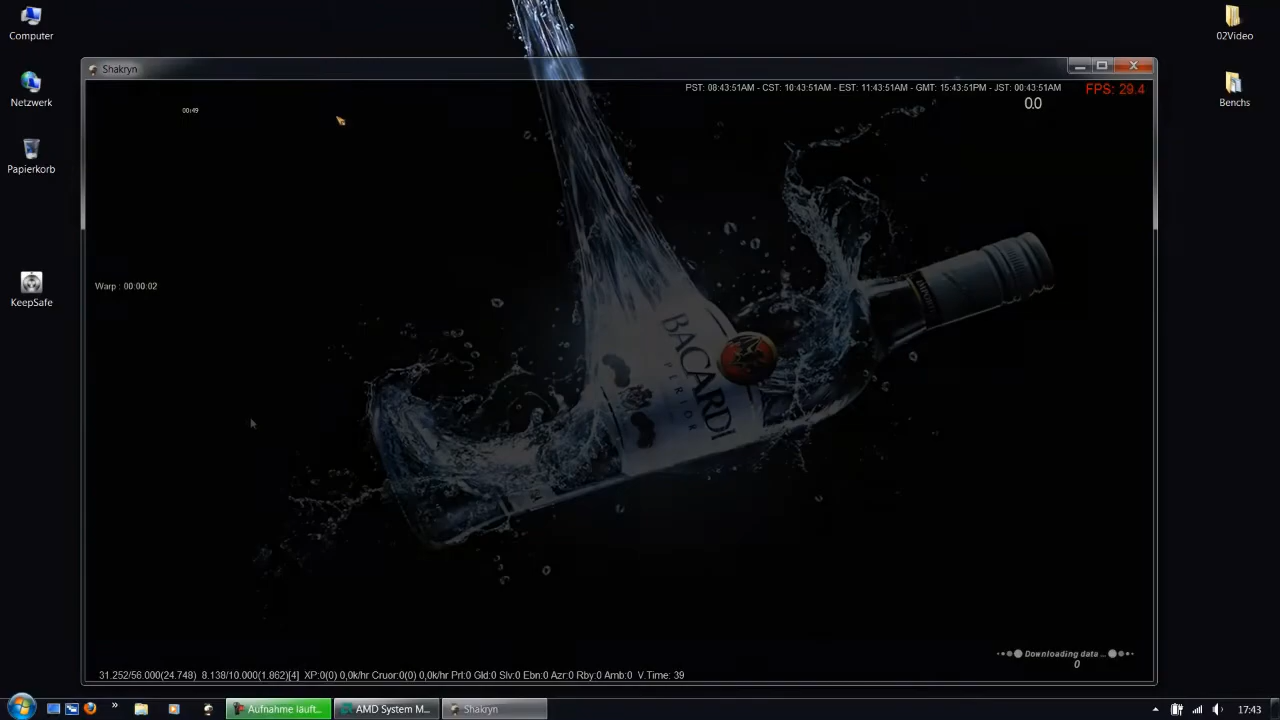 Computer
02Video
Shakryn
PST: 08:43:51AM - CST: 10:43:51AM - EST: 11:43:51AM - GMT: 15:43:51PM - JST: 00:43:51AM
FPS: 29.4
0.0
Netzwerk
Benchs
00:49
Papierkorb
KeepSafe
Warp : 00:00:02
BACARDI
Downloading data ...
0
31.252/56.000(24.748) 8.138/10.000(1.862)[4] XP:0(0) 0,0k/hr Cruor:0(0) 0,0k/hr Prl:0 Gld:0 Slv:0 Ebn:0 Azr:0 Rby:0 Amb:0 V.Time: 39
Aufnahme läuft...
AMD System M...
Shakryn
17:43